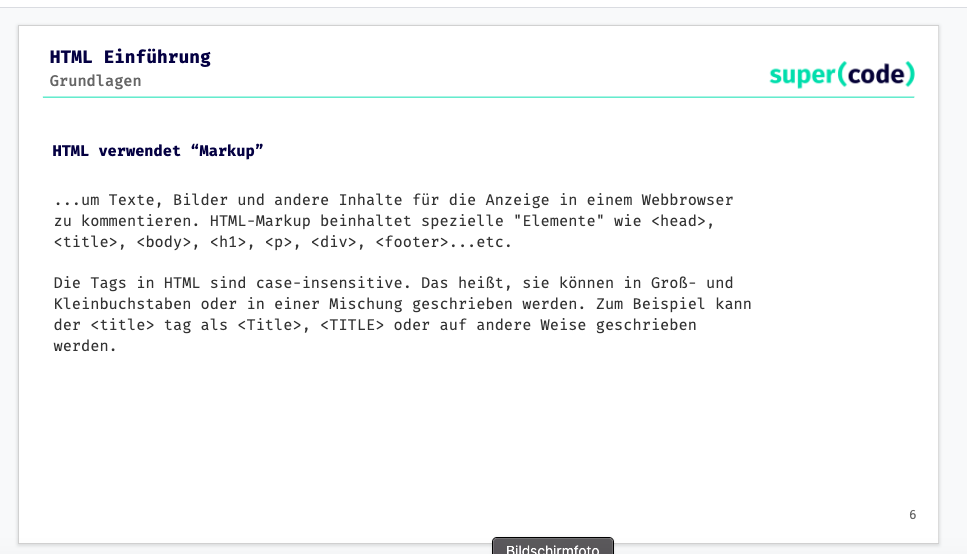 HTML Einführung
Grundlagen
super(code)
HTML verwendet “Markup”
...um Texte, Bilder und andere Inhalte für die Anzeige in einem Webbrowser
zu kommentieren. HTML-Markup beinhaltet spezielle "Elemente" wie <head>,
<title>, <body>, <h1>, <p>, <div>, <footer>...etc.
Die Tags in HTML sind case-insensitive. Das heißt, sie können in Groß- und
Kleinbuchstaben oder in einer Mischung geschrieben werden. Zum Beispiel kann
der <title> tag als <Title>, <TITLE> oder auf andere Weise geschrieben
werden.
6
Bildschirmfoto